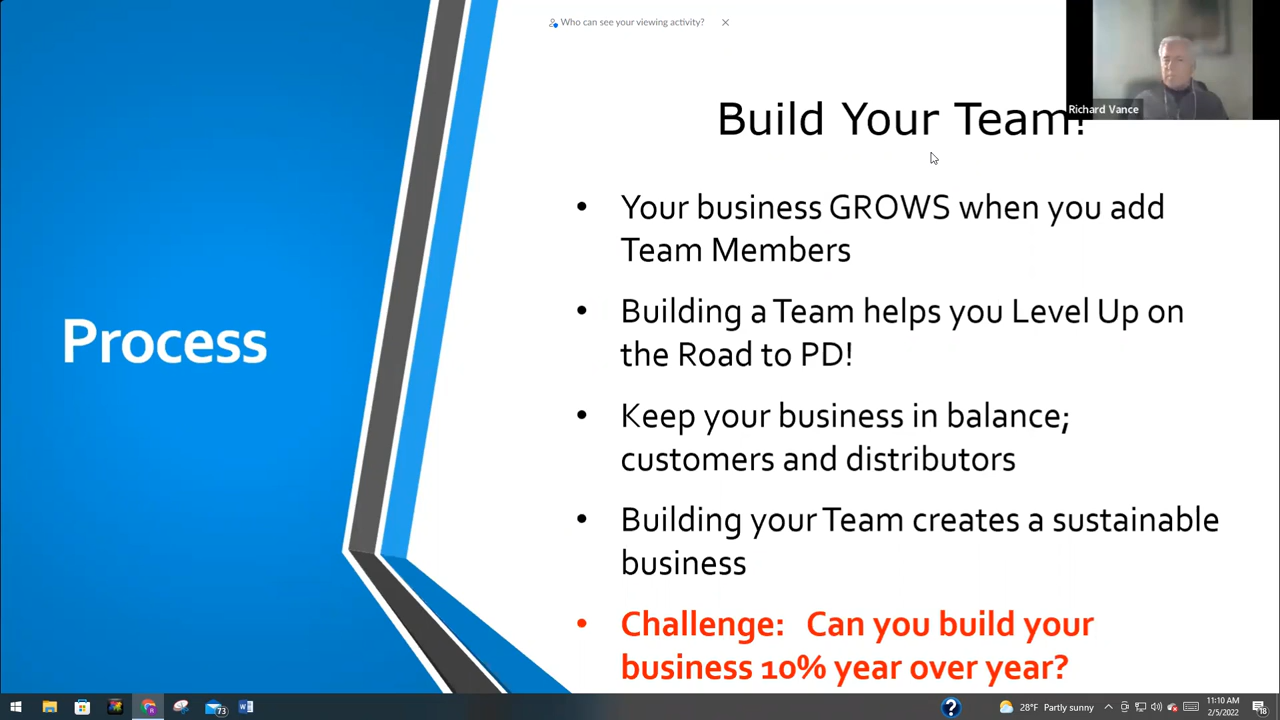 Who can see your viewing activity?
Richard Vance
Build Your Team!
Process
• Your business GROWS when you add
Team Members
• Building a Team helps you Level Up on
the Road to PD!
• Keep your business in balance;
customers and distributors
• Building your Team creates a sustainable
business
• Challenge: Can you build your
business 10% year over year?
73
28°F Partly sunny
11:10 AM
2/5/2022
18